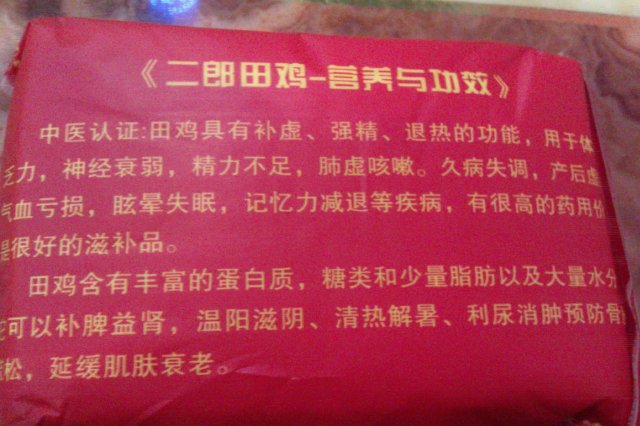 《二郎田鸡-营养与功效》
中医认证:田鸡具有补虚、强精、退热的功能，用于体
乏力，神经衰弱，精力不足，肺虚咳嗽。久病失调，产后虚
气血亏损，眩晕失眠，记忆力减退等疾病，有很高的药用价
是很好的滋补品。
田鸡含有丰富的蛋白质，糖类和少量脂肪以及大量水分
可以补脾益肾，温阳滋阴、清热解暑、利尿消肿预防骨
松，延缓肌肤衰老。